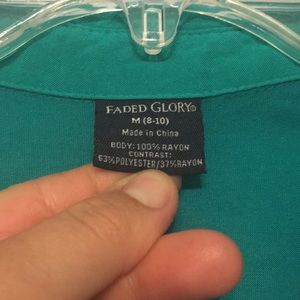 FADED GLORY®
M (8-10)
Made in China
BODY: 100% RAYON
CONTRAST:
63%POLYESTER/37%RAYON